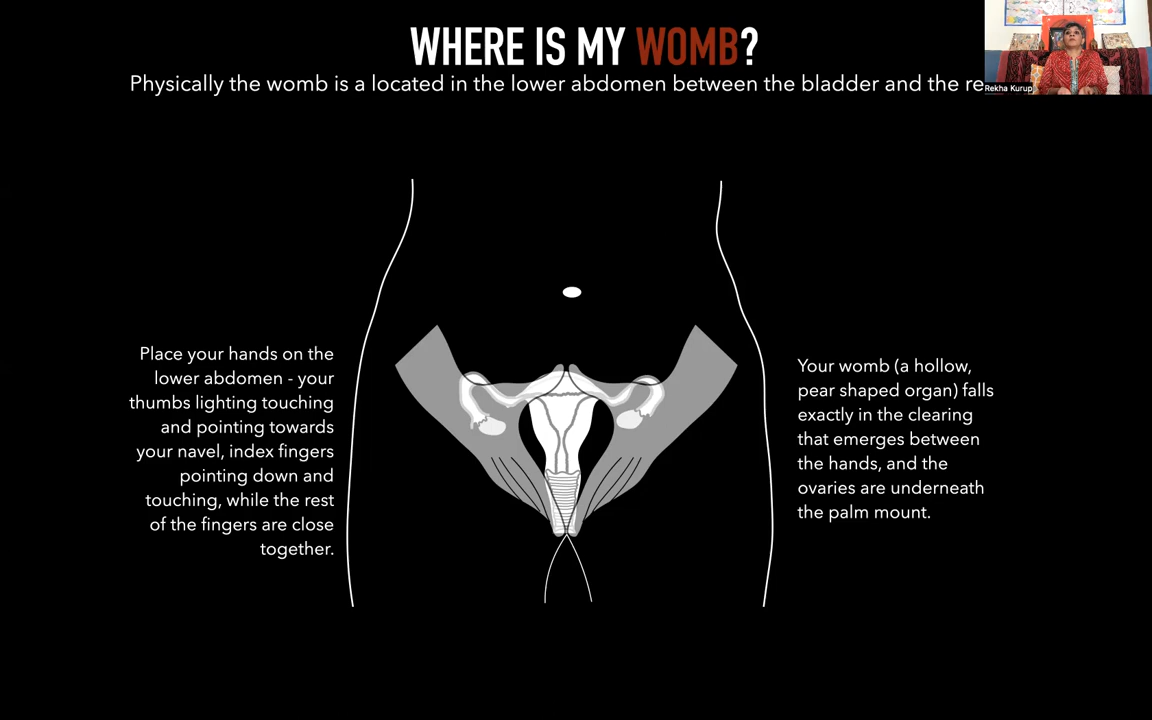 WHERE IS MY WOMB?
Physically the womb is a located in the lower abdomen between the bladder and the
Rekha Kurup
Place your hands on the
lower abdomen - your
thumbs lighting touching
and pointing towards
your navel, index fingers
pointing down and
touching, while the rest
of the fingers are close
together.
Your womb (a hollow,
pear shaped organ) falls
exactly in the clearing
that emerges between
the hands, and the
ovaries are underneath
the palm mount.